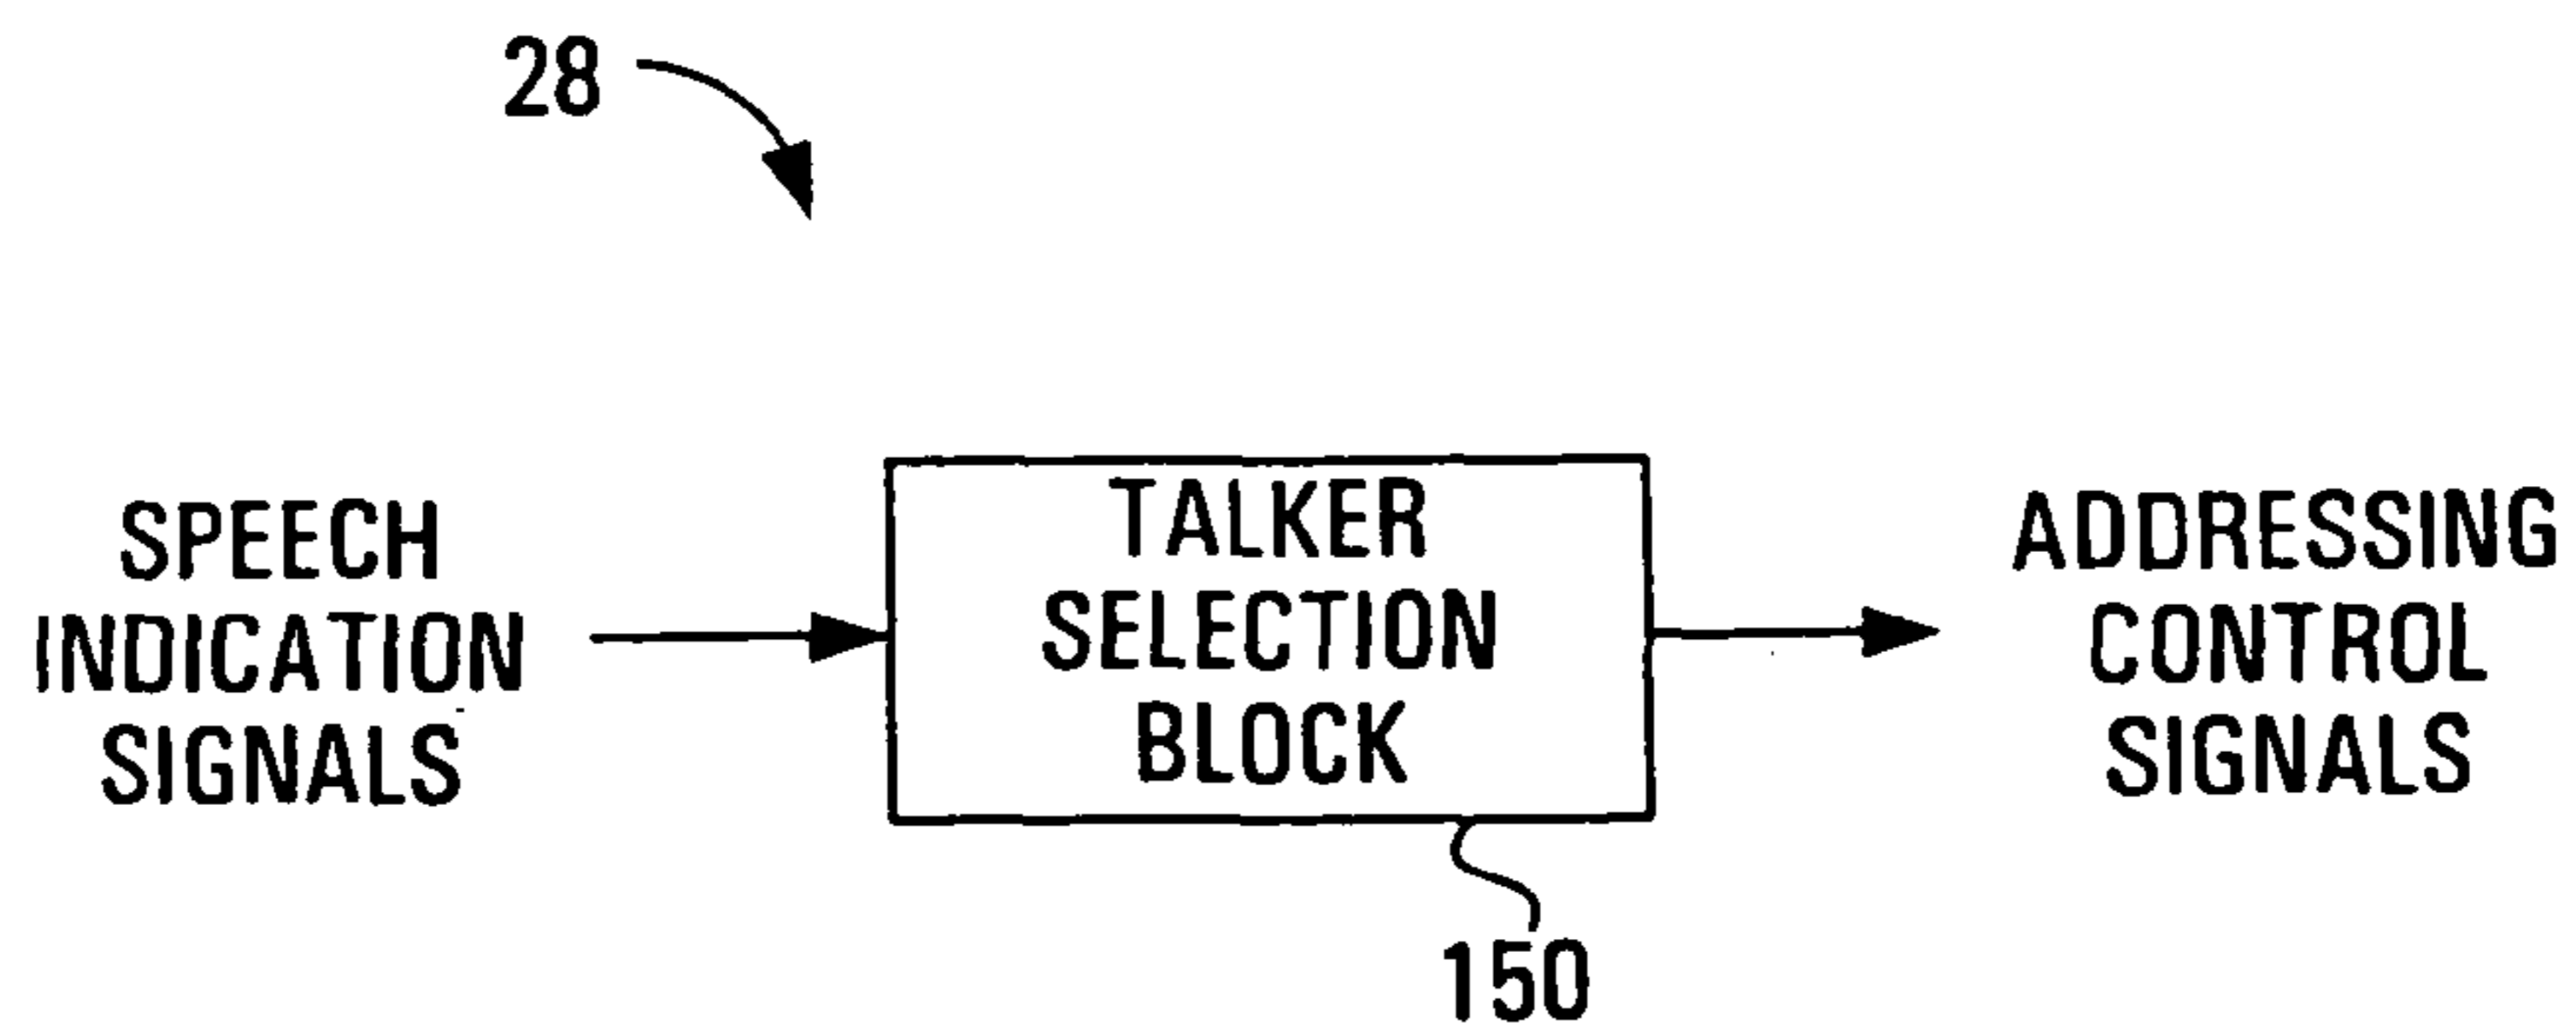 28
SPEECH
INDICATION
SIGNALS
TALKER
SELECTION
BLOCK
ADDRESSING
CONTROL
SIGNALS
150